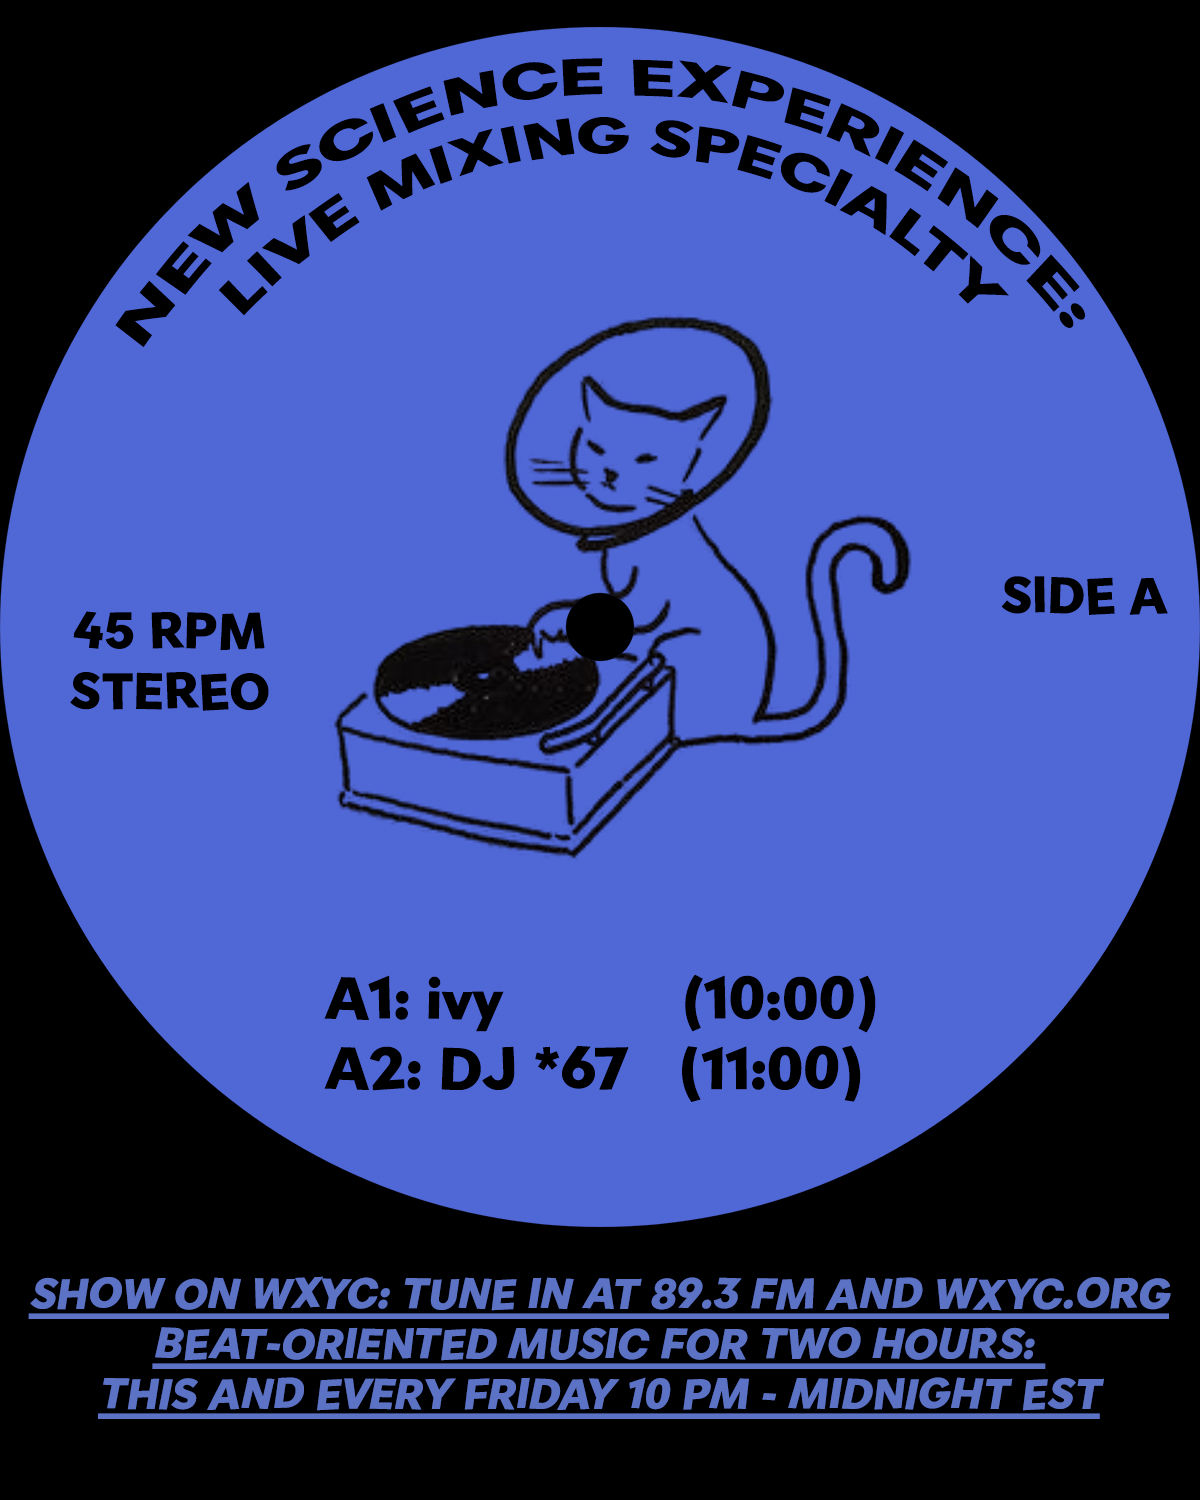 NEW SCIENCE EXPERIENCE:
LIVE MIXING SPECIALTY
45 RPM
STEREO
SIDE A
A1: ivy (10:00)
A2: DJ *67 (11:00)
SHOW ON WXYC: TUNE IN AT 89.3 FM AND WXYC.ORG
BEAT-ORIENTED MUSIC FOR TWO HOURS:
THIS AND EVERY FRIDAY 10 PM - MIDNIGHT EST